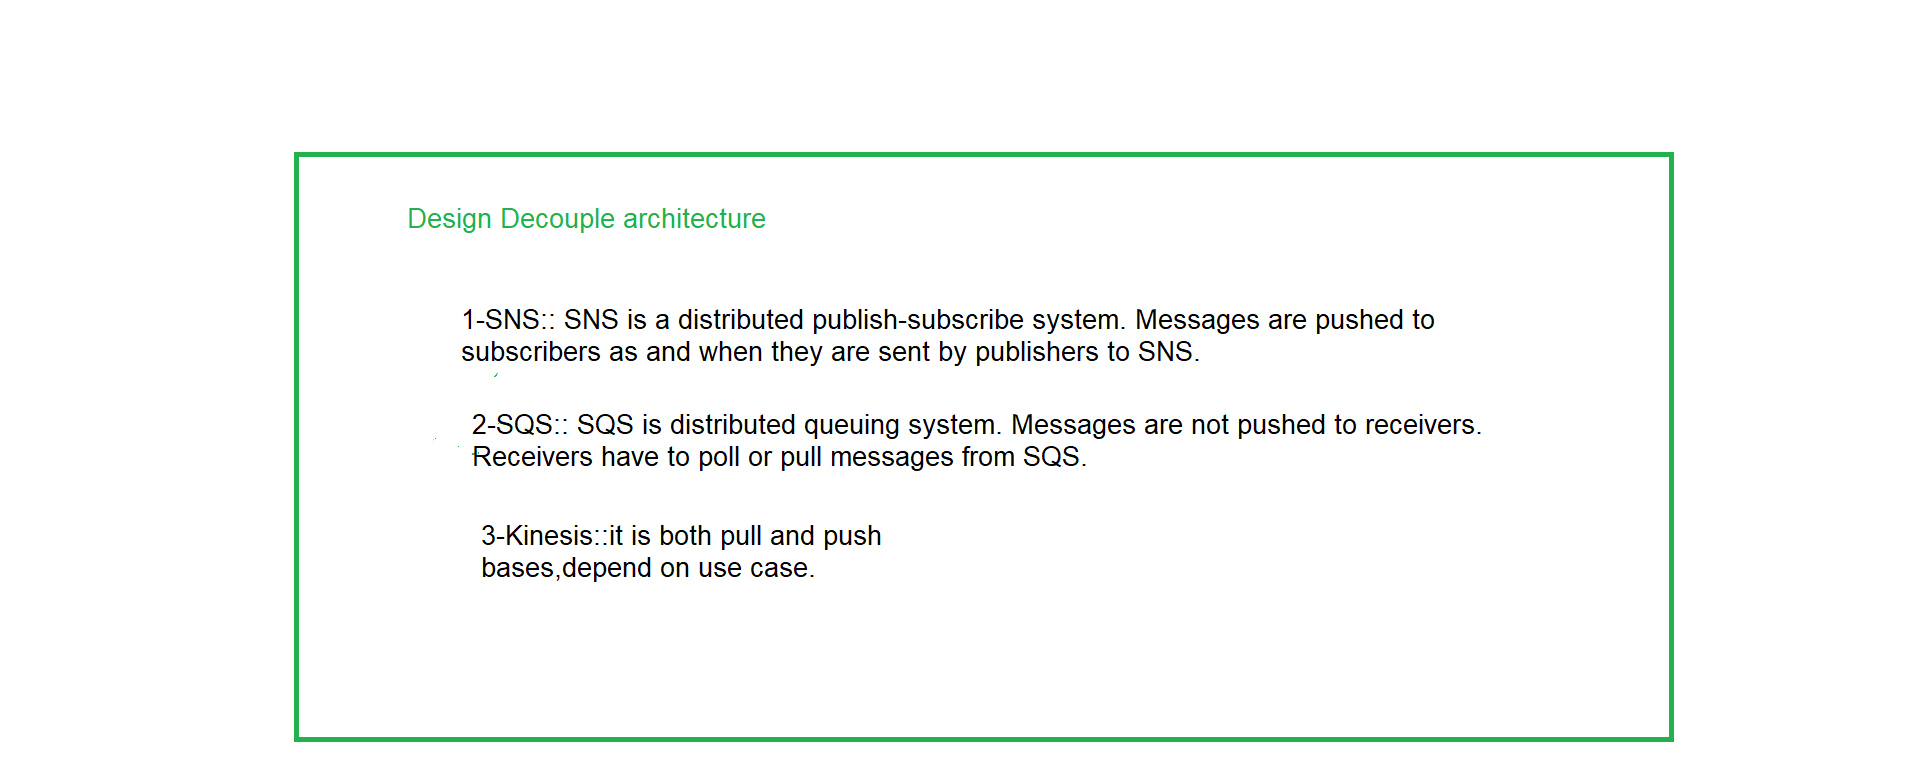 Design Decouple architecture
1-SNS:: SNS is a distributed publish-subscribe system. Messages are pushed to
subscribers as and when they are sent by publishers to SNS.
2-SQS:: SQS is distributed queuing system. Messages are not pushed to receivers.
Receivers have to poll or pull messages from SQS.
3-Kinesis::it is both pull and push
bases,depend on use case.